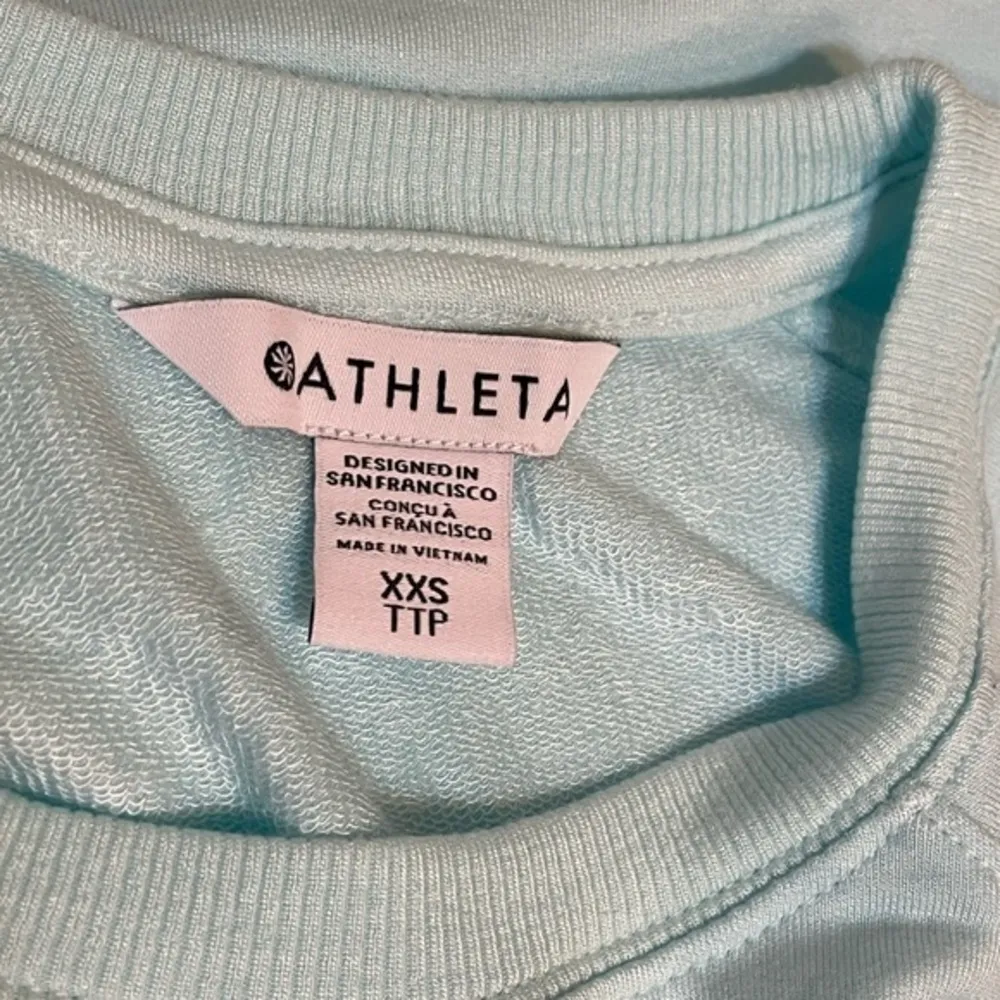 ATHLETA
DESIGNED IN
SAN FRANCISCO
CONÇU À
SAN FRANCISCO
MADE IN VIETNAM
XXS
TTP